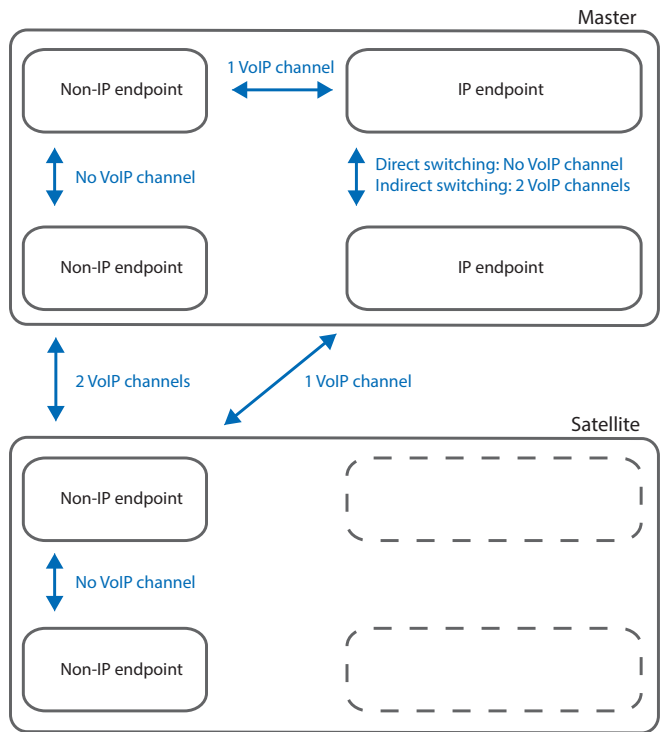 Master
Non-IP endpoint
1 VoIP channel
IP endpoint
No VoIP channel
Direct switching: No VoIP channel
Indirect switching: 2 VoIP channels
Non-IP endpoint
IP endpoint
2 VoIP channels
1 VoIP channel
Satellite
Non-IP endpoint
No VoIP channel
Non-IP endpoint